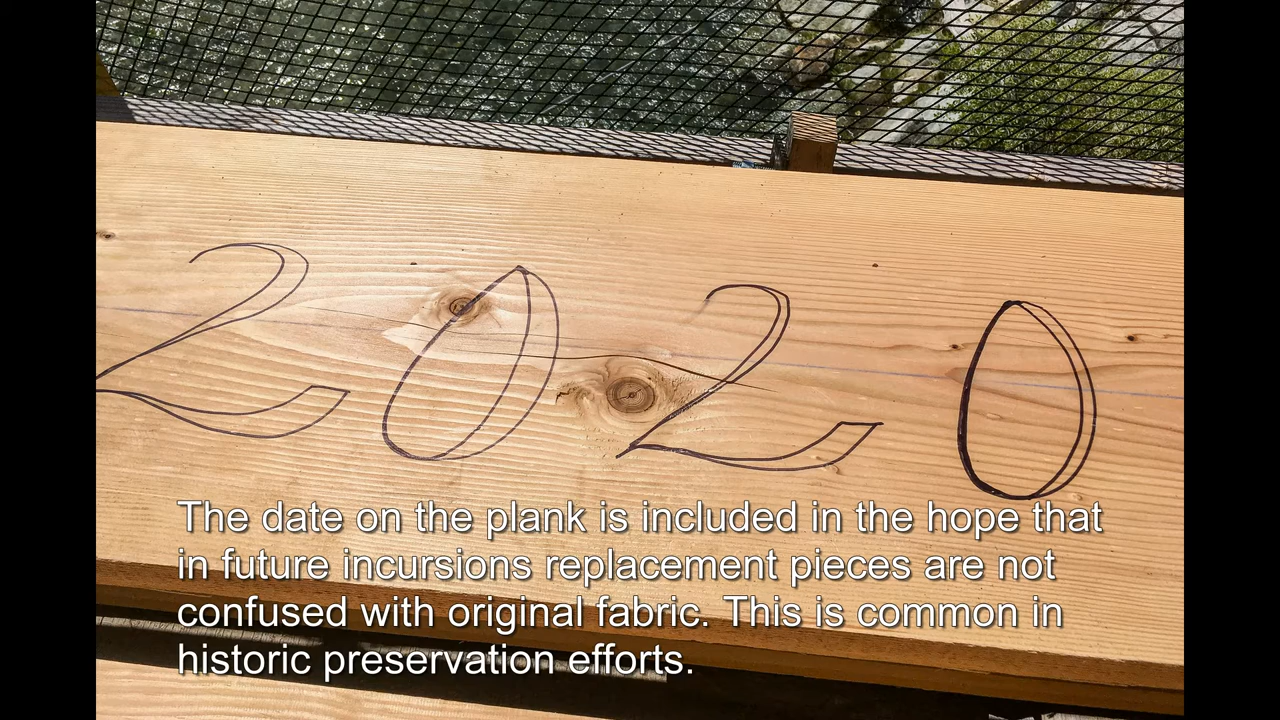 2020
The date on the plank is included in the hope that
in future incursions replacement pieces are not
confused with original fabric. This is common in
historic preservation efforts.